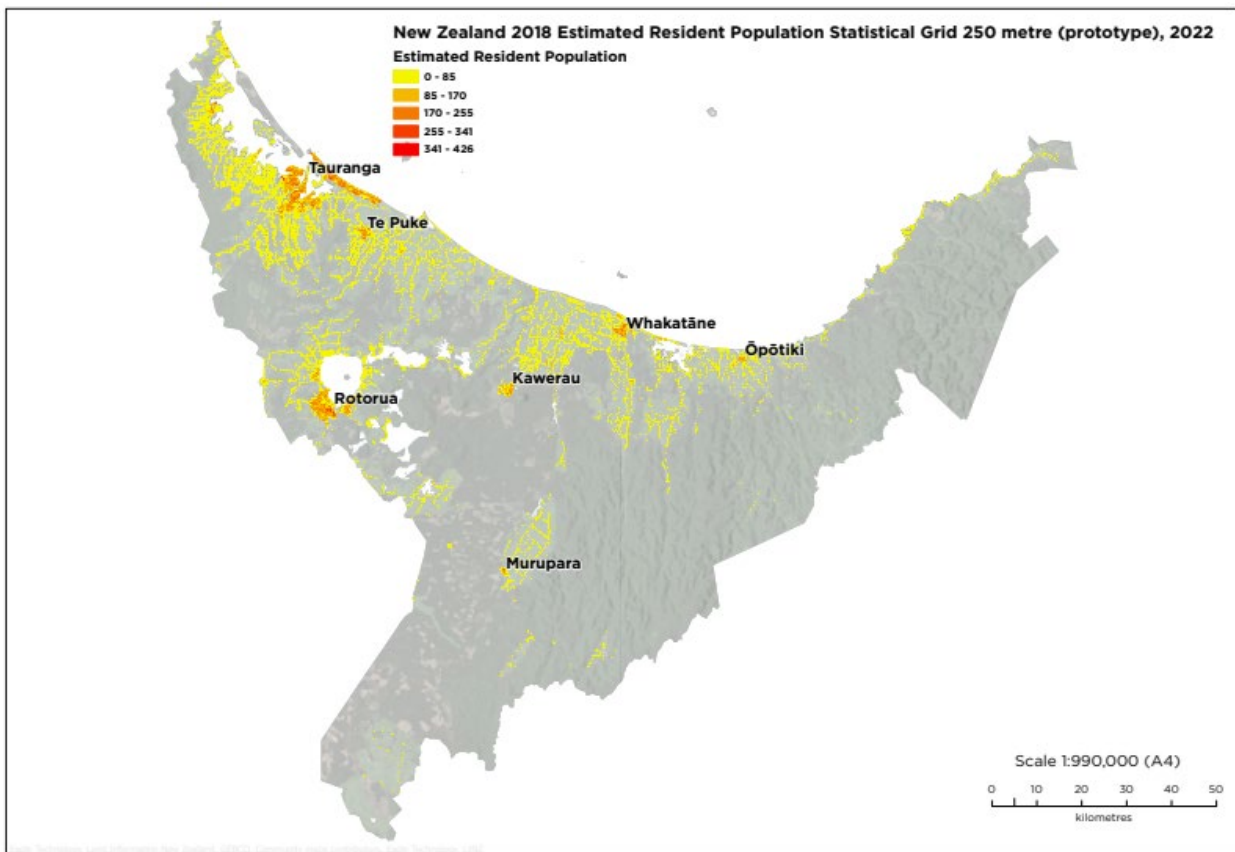 New Zealand 2018 Estimated Resident Population Statistical Grid 250 metre (prototype), 2022
Estimated Resident Population
0 - 85
85 - 170
170 - 255
255 - 341
341 - 426
Tauranga
Te Puke
Whakatāne
Ōpōtiki
Kawerau
Rotorua
Murupara
Scale 1:990,000 (A4)
0 10 20 30 40 50
kilometres